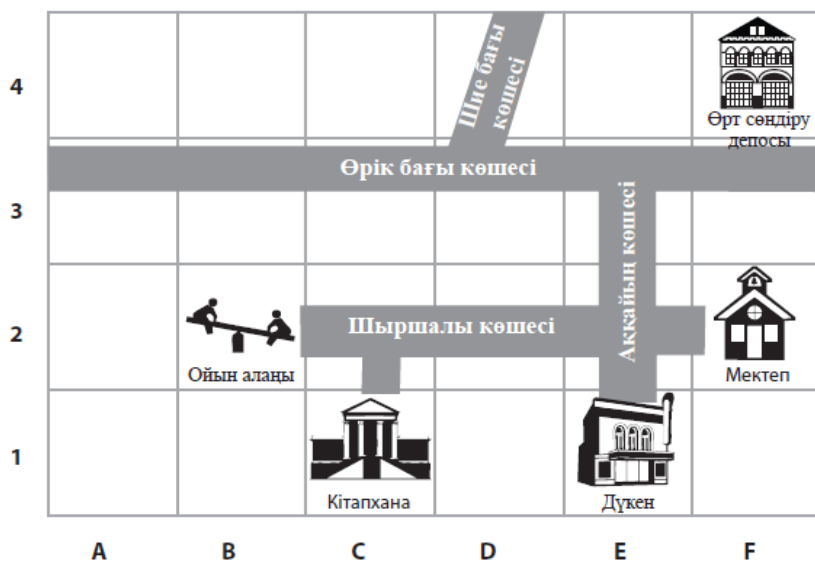 4
Шие бағы
көшесі
Өрт сөндіру
депосы
Өрік бағы көшесі
3
Аққайың көшесі
2
Шыршалы көшесі
Ойын алаңы
Мектеп
1
Кітапхана
Дүкен
A B C D E F